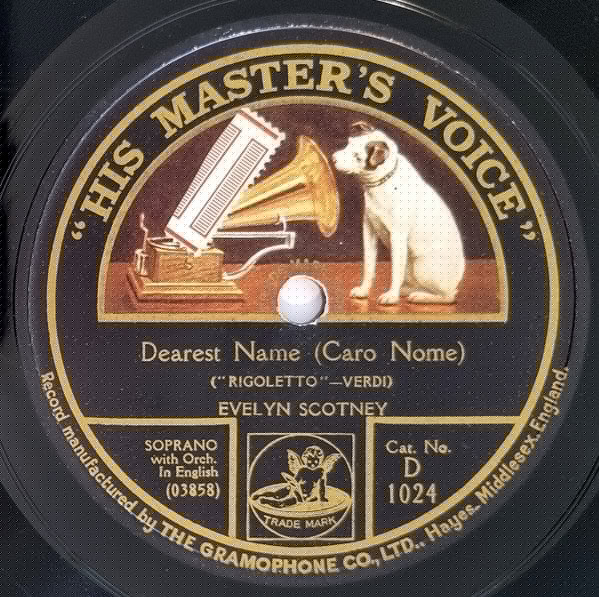 "HIS MASTER'S VOICE"
Dearest Name (Caro Nome)
("RIGOLETTO"—VERDI)
EVELYN SCOTNEY
SOPRANO
with Orch.
In English
(03858)
TRADE MARK
Cat. No.
D
1024
Record manufactured by THE GRAMOPHONE CO., LTD., Hayes, Middlesex, England.